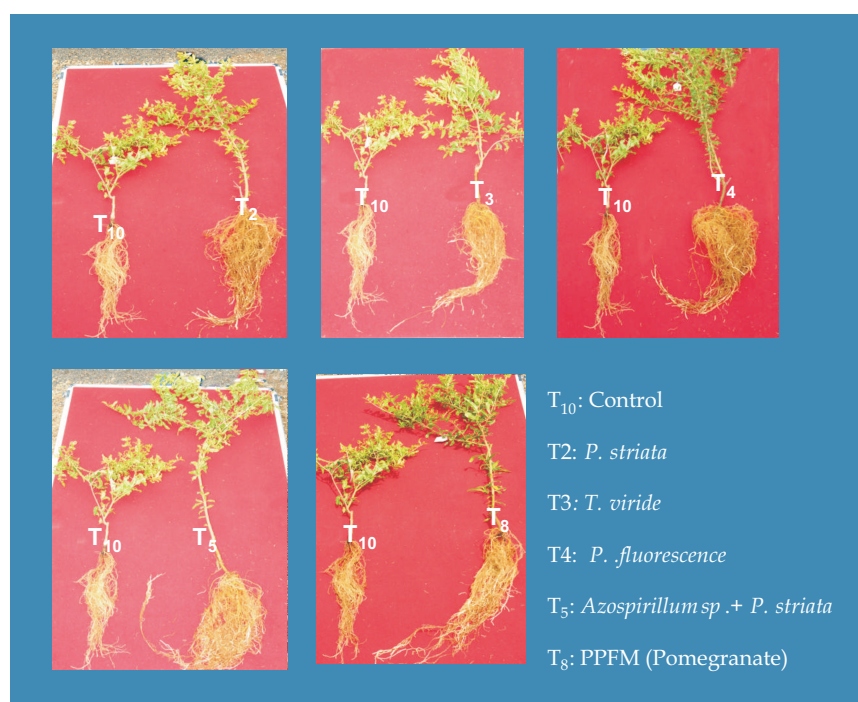 T10 T2
T10 T3
T10 T4
T10 T5
T10 T8
T10: Control
T2: P. striata
T3: T. viride
T4: P. .fluorescence
T5: Azospirillum sp .+ P. striata
T8: PPFM (Pomegranate)